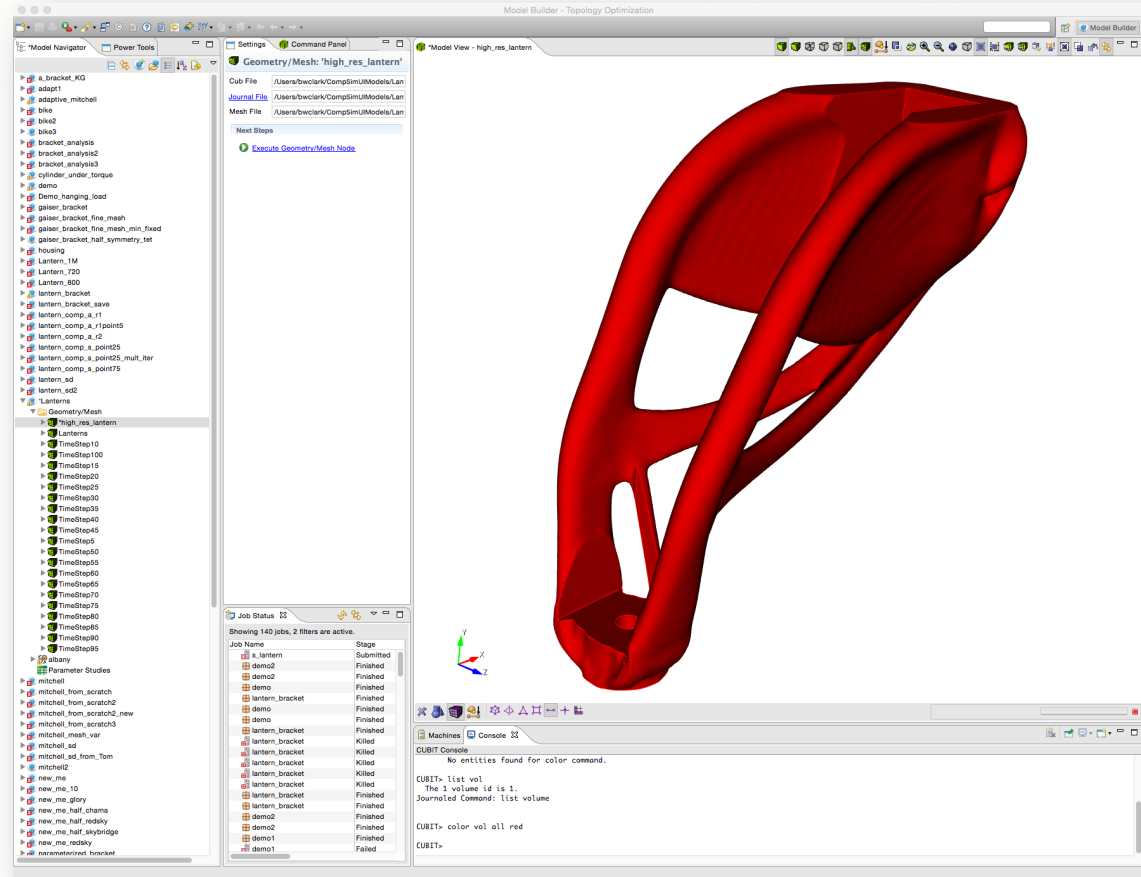 Model Builder - Topology Optimization
Model Builder
*Model Navigator
Power Tools
a_bracket_KG
adapt1
adaptive_mitchell
bike
bike2
bike3
bracket_analysis
bracket_analysis2
bracket_analysis3
cylinder_under_torque
demo
Demo_hanging_load
gaiser_bracket
gaiser_bracket_fine_mesh
gaiser_bracket_fine_mesh_min_fixed
gaiser_bracket_half_symmetry_tet
housing
Lantern_1M
Lantern_720
Lantern_800
lantern_bracket
lantern_bracket_save
lantern_comp_a_r1
lantern_comp_a_r1point5
lantern_comp_a_r2
lantern_comp_s_point25
lantern_comp_s_point25_mult_iter
lantern_comp_s_point75
lantern_sd
lantern_sd2
*Lanterns
Geometry/Mesh
*high_res_lantern
Lanterns
TimeStep10
TimeStep100
TimeStep15
TimeStep20
TimeStep25
TimeStep30
TimeStep35
TimeStep40
TimeStep45
TimeStep5
TimeStep50
TimeStep55
TimeStep60
TimeStep65
TimeStep70
TimeStep75
TimeStep80
TimeStep85
TimeStep90
TimeStep95
albany
Parameter Studies
mitchell
mitchell_from_scratch
mitchell_from_scratch2
mitchell_from_scratch2_new
mitchell_from_scratch3
mitchell_mesh_var
mitchell_sd
mitchell_sd_from_Tom
mitchell2
new_me
new_me_10
new_me_glory
new_me_half_chama
new_me_half_redsky
new_me_half_skybridge
new_me_redsky
parameterized_bracket
Settings
Command Panel
Geometry/Mesh: 'high_res_lantern'
Cub File /Users/bwclark/CompSimUIModels/Lan
Journal File /Users/bwclark/CompSimUIModels/Lan
Mesh File /Users/bwclark/CompSimUIModels/Lan
Next Steps
Execute Geometry/Mesh Node
Job Status
Showing 140 jobs, 2 filters are active.
Job Name Stage
s_lantern Submitted
demo2 Finished
demo2 Finished
demo Finished
lantern_bracket Finished
demo Finished
demo Finished
lantern_bracket Finished
lantern_bracket Killed
lantern_bracket Killed
lantern_bracket Killed
lantern_bracket Killed
lantern_bracket Killed
lantern_bracket Finished
lantern_bracket Finished
demo2 Finished
demo2 Finished
demo1 Finished
demo1 Failed
*Model View - high_res_lantern
Y
X
Z
Machines
Console
CUBIT Console
No entities found for color command.
CUBIT> list vol
The 1 volume id is 1.
Journaled Command: list volume
CUBIT> color vol all red
CUBIT>